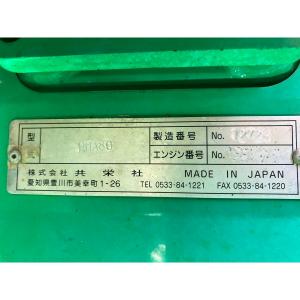 型式
製造番号 No.
エンジン番号 No.
株式会社 共栄社 MADE IN JAPAN
愛知県豊川市美幸町1-26 TEL 0533-84-1221 FAX 0533-84-1220